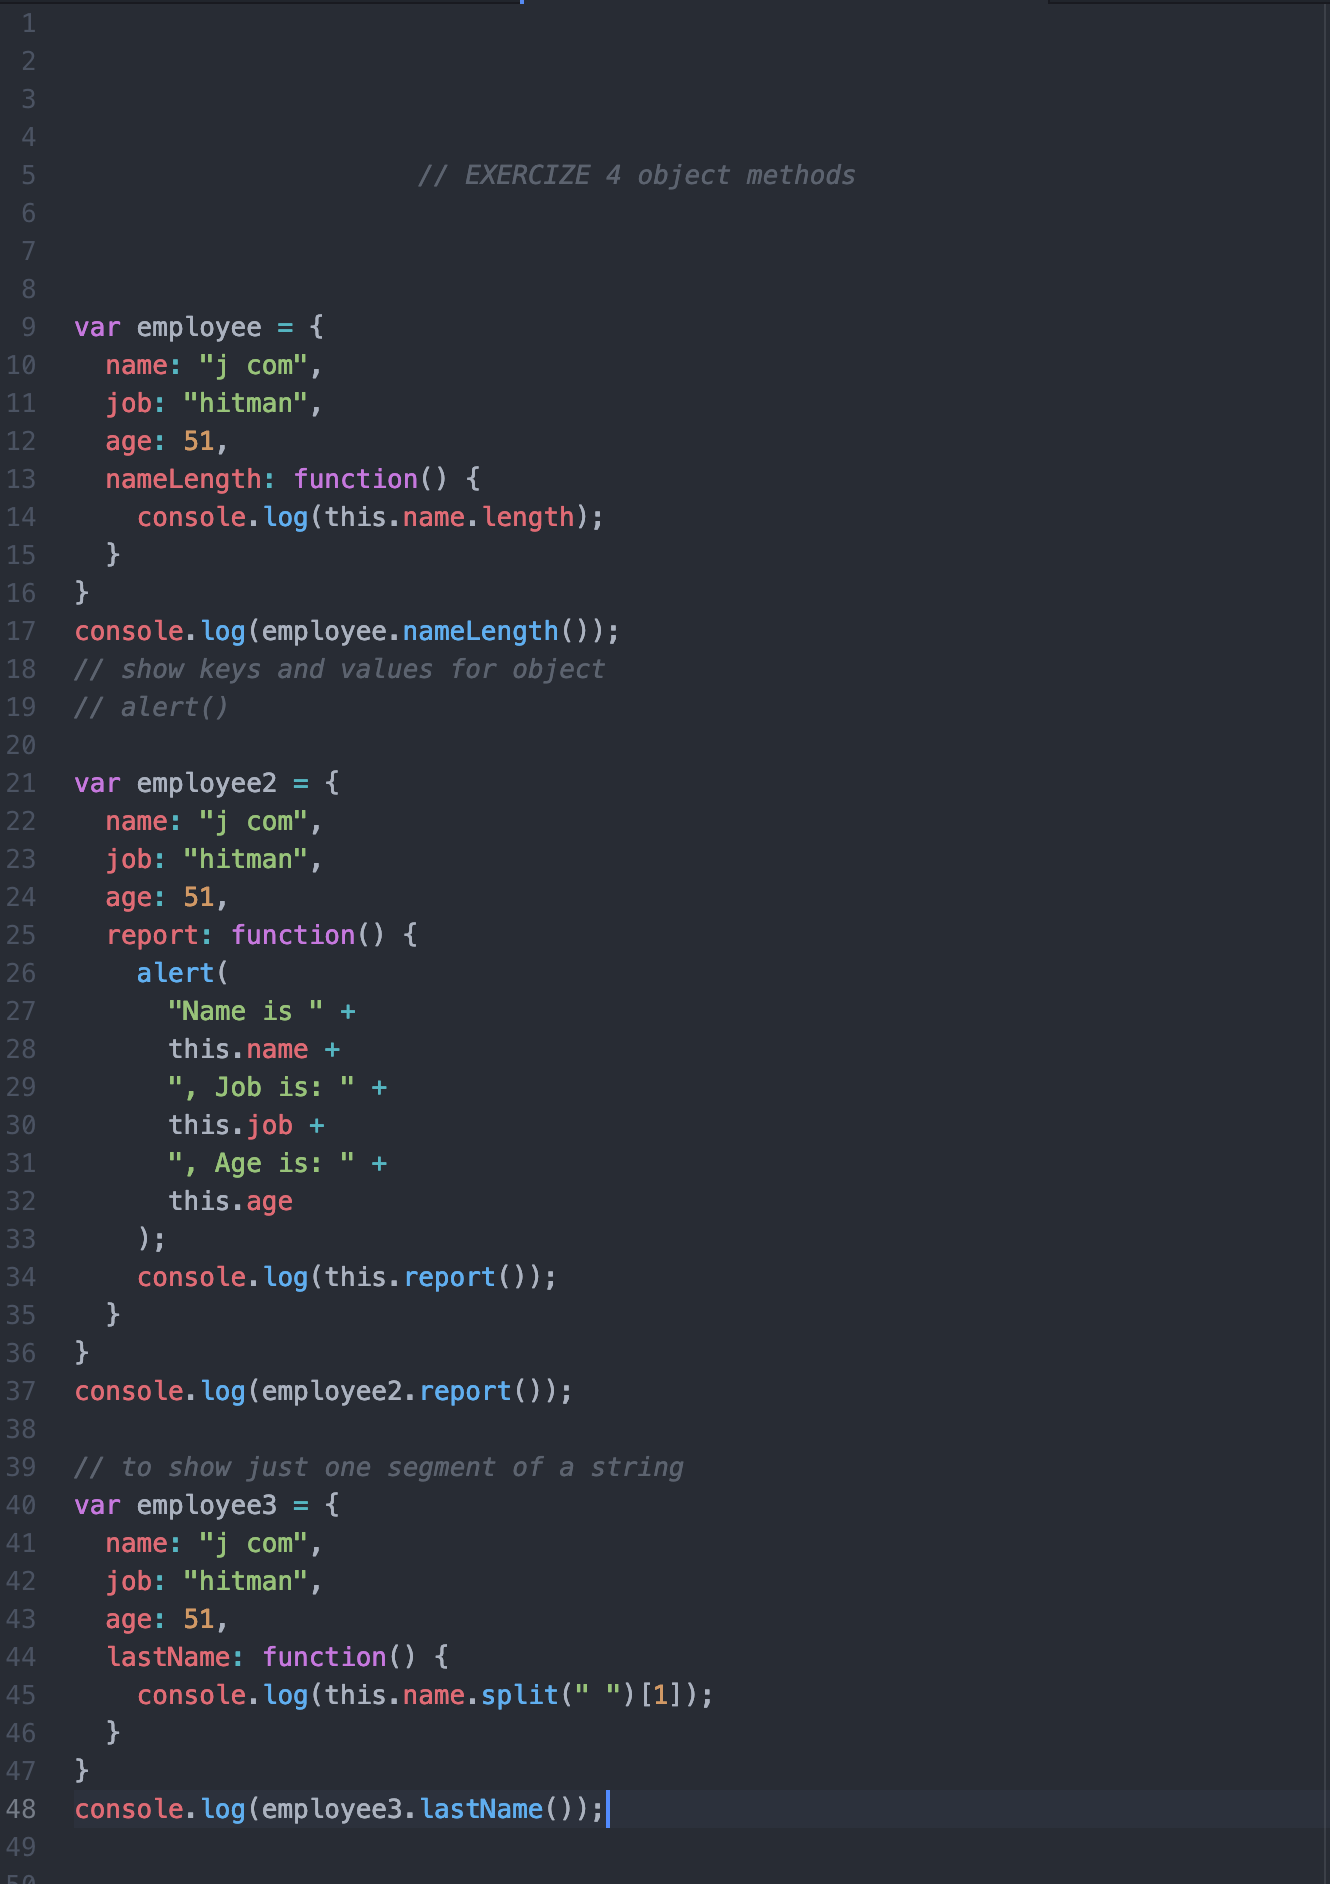 1
2
3
4
5 // EXERCIZE 4 object methods
6
7
8
9 var employee = {
10   name: "j com",
11   job: "hitman",
12   age: 51,
13   nameLength: function() {
14     console.log(this.name.length);
15   }
16 }
17 console.log(employee.nameLength());
18 // show keys and values for object
19 // alert()
20
21 var employee2 = {
22   name: "j com",
23   job: "hitman",
24   age: 51,
25   report: function() {
26     alert(
27       "Name is " +
28       this.name +
29       ", Job is: " +
30       this.job +
31       ", Age is: " +
32       this.age
33     );
34     console.log(this.report());
35   }
36 }
37 console.log(employee2.report());
38
39 // to show just one segment of a string
40 var employee3 = {
41   name: "j com",
42   job: "hitman",
43   age: 51,
44   lastName: function() {
45     console.log(this.name.split(" ")[1]);
46   }
47 }
48 console.log(employee3.lastName());
49
50